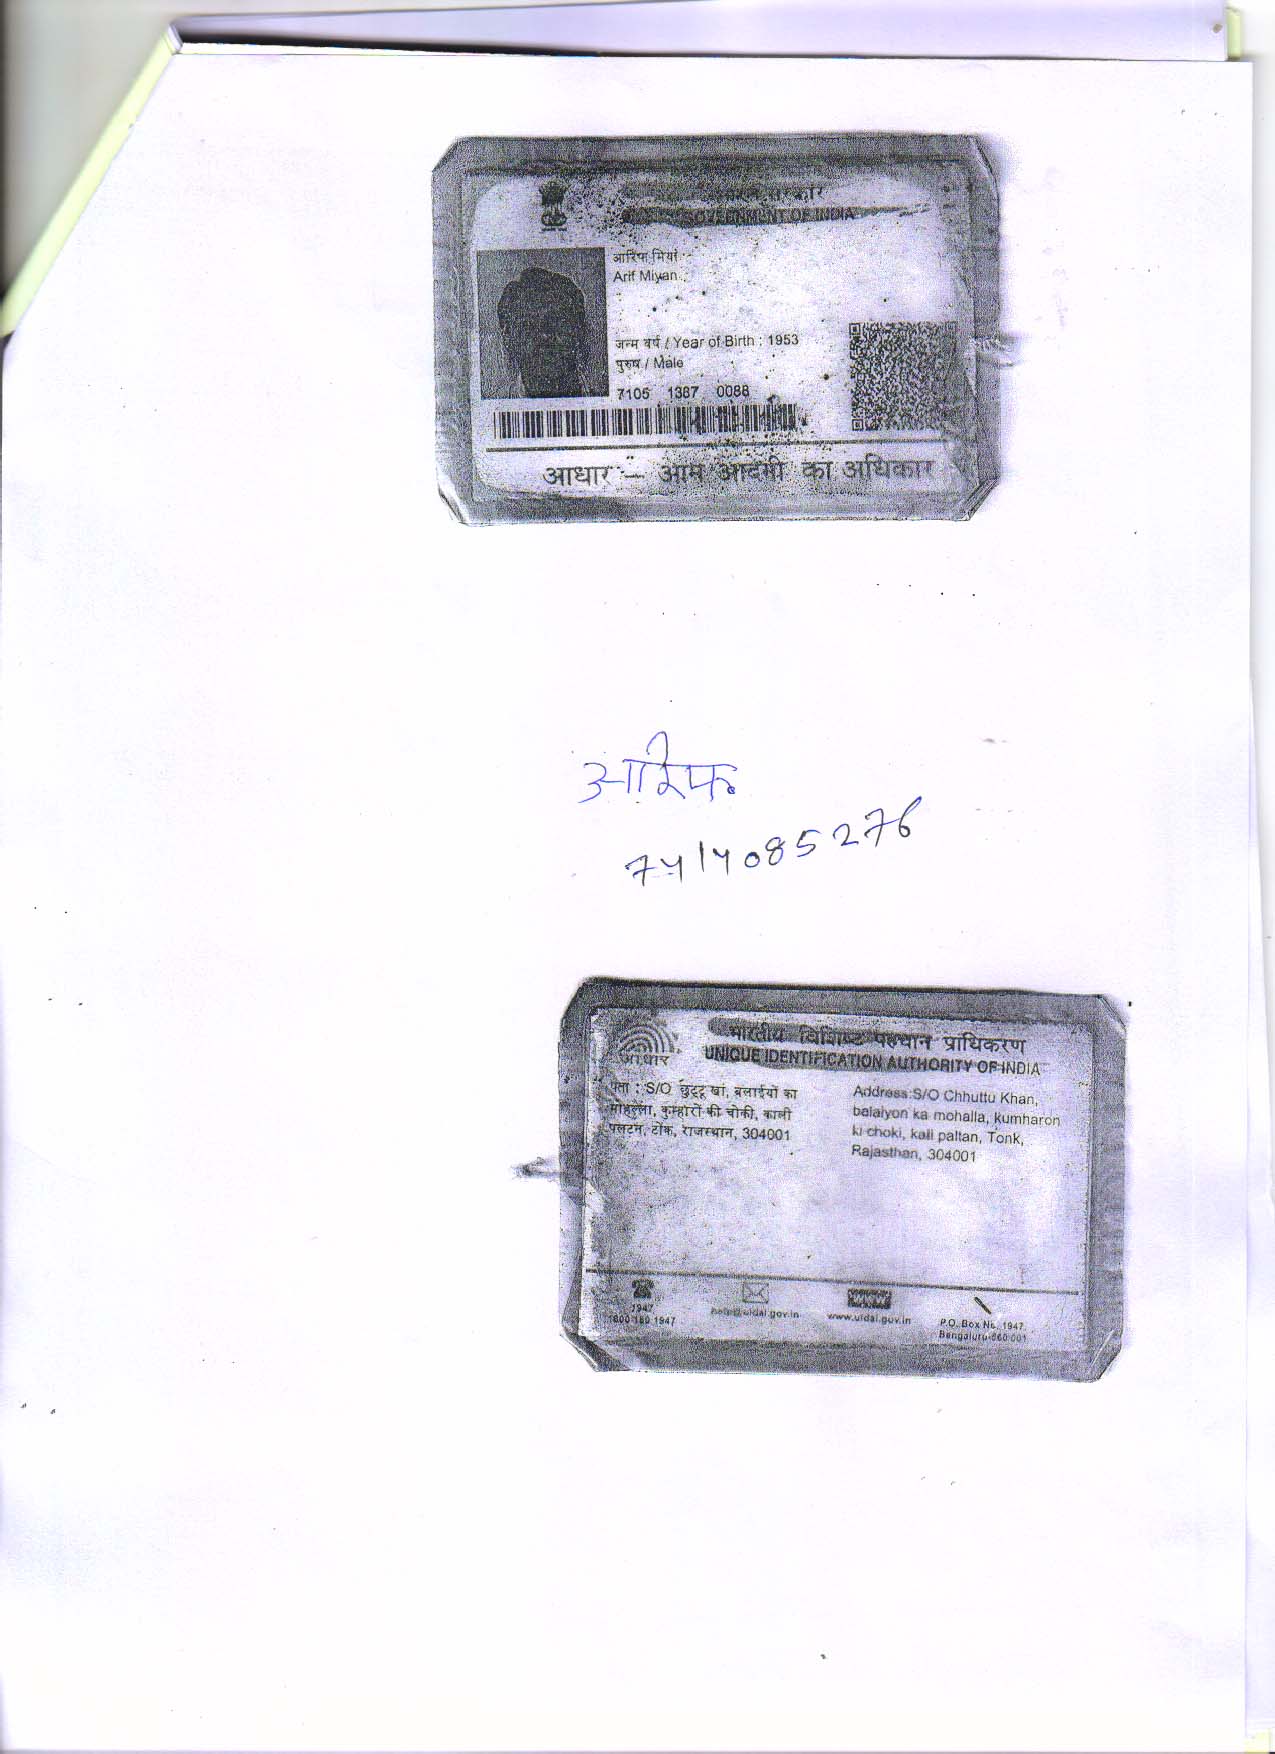 भारत सरकार
GOVERNMENT OF INDIA
आरिफ मियां
Arif Miyan
जन्म वर्ष / Year of Birth : 1953
पुरुष / Male
7105 1387 0088
आधार – आम आदमी का अधिकार
आरिफ
7414085276
भारतीय विशिष्ट पहचान प्राधिकरण
आधार
UNIQUE IDENTIFICATION AUTHORITY OF INDIA
पता : S/O छुट्टू खां, बलाईयों का
मोहल्ला, कुम्हारों की चोकी, काली
पलटन, टोंक, राजस्थान, 304001
Address:S/O Chhuttu Khan,
balaiyon ka mohalla, kumharon
ki choki, kali paltan, Tonk,
Rajasthan, 304001
1947
1800 180 1947
help@uidai.gov.in
WWW
www.uidai.gov.in
P.O. Box No. 1947,
Bengaluru-560 001